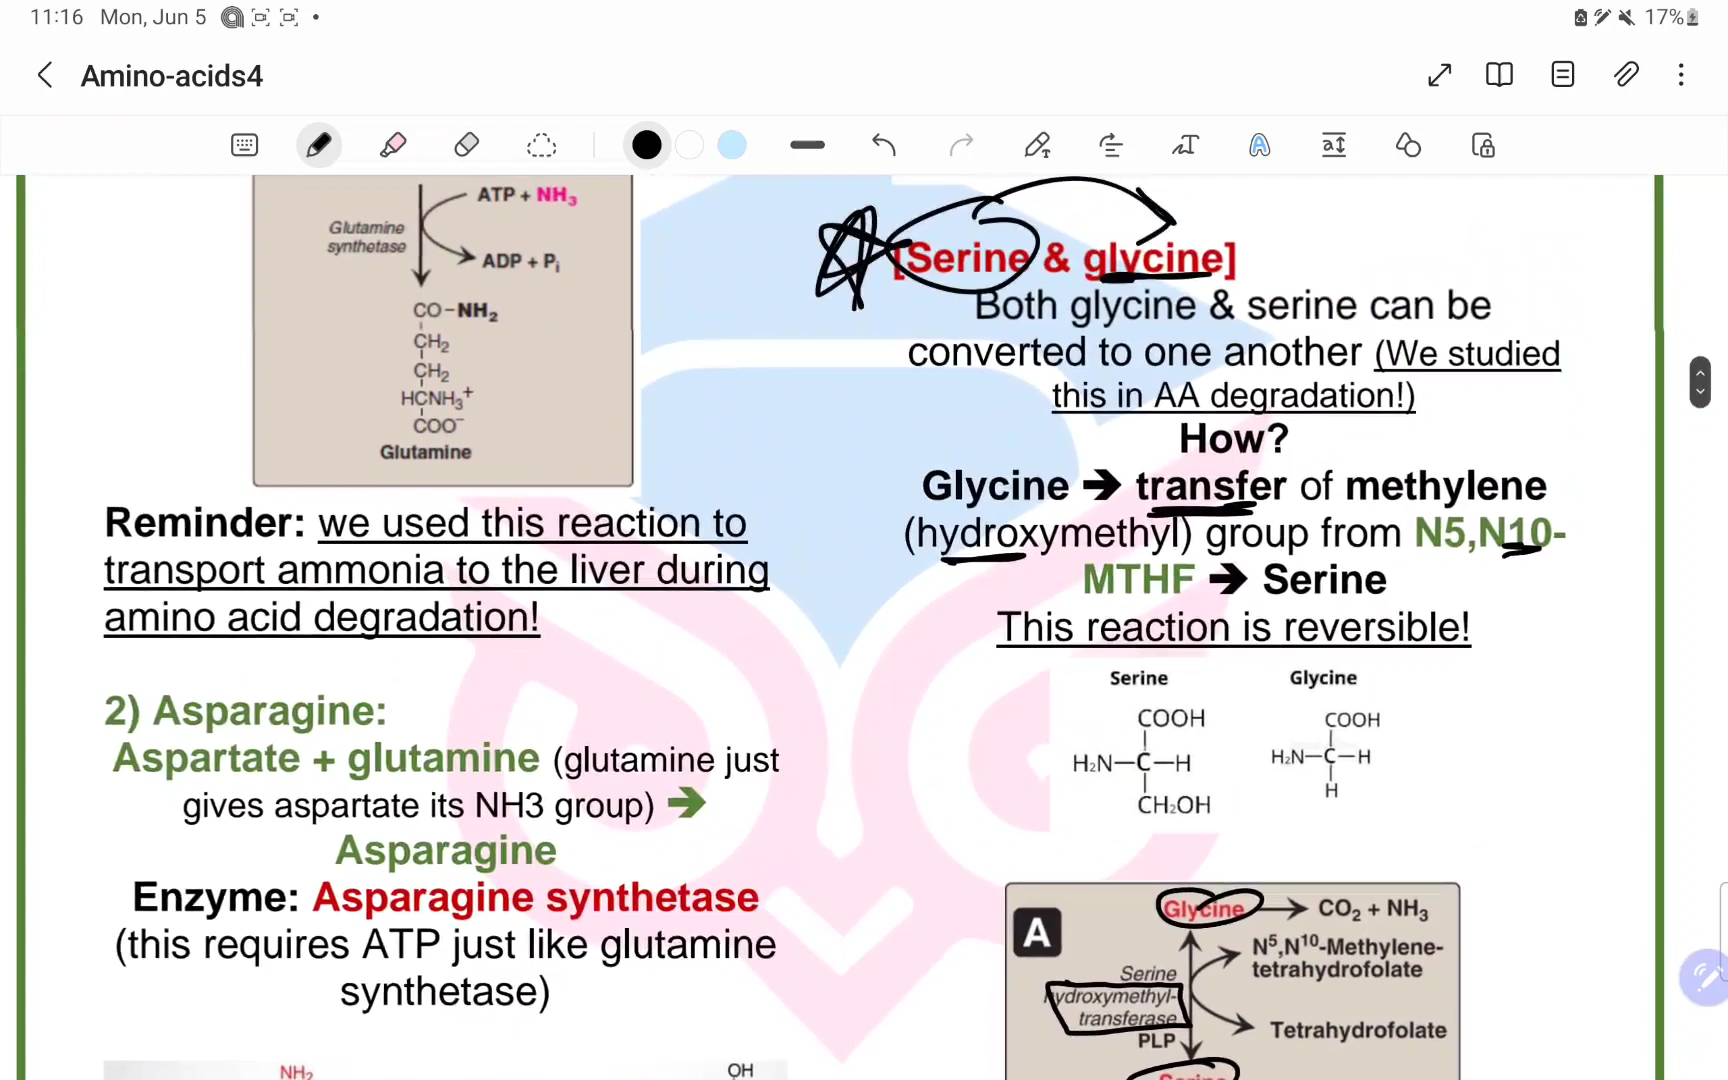 11:16 Mon, Jun 5
17%
Amino-acids4
ATP + NH₃
Glutamine
synthetase
ADP + Pᵢ
CO–NH₂
CH₂
CH₂
HCNH₃⁺
COO⁻
Glutamine
Reminder: we used this reaction to
transport ammonia to the liver during
amino acid degradation!
2) Asparagine:
Aspartate + glutamine (glutamine just
gives aspartate its NH3 group) ➔
Asparagine
Enzyme: Asparagine synthetase
(this requires ATP just like glutamine
synthetase)
NH₂
OH
[Serine & glycine]
Both glycine & serine can be
converted to one another (We studied
this in AA degradation!)
How?
Glycine ➔ transfer of methylene
(hydroxymethyl) group from N5,N10-
MTHF ➔ Serine
This reaction is reversible!
Serine
COOH
H₂N—C—H
CH₂OH
Glycine
COOH
H₂N—C—H
H
A
Glycine → CO₂ + NH₃
N⁵,N¹⁰-Methylene-
tetrahydrofolate
Serine
hydroxymethyl-
transferase
PLP
Tetrahydrofolate
Serine